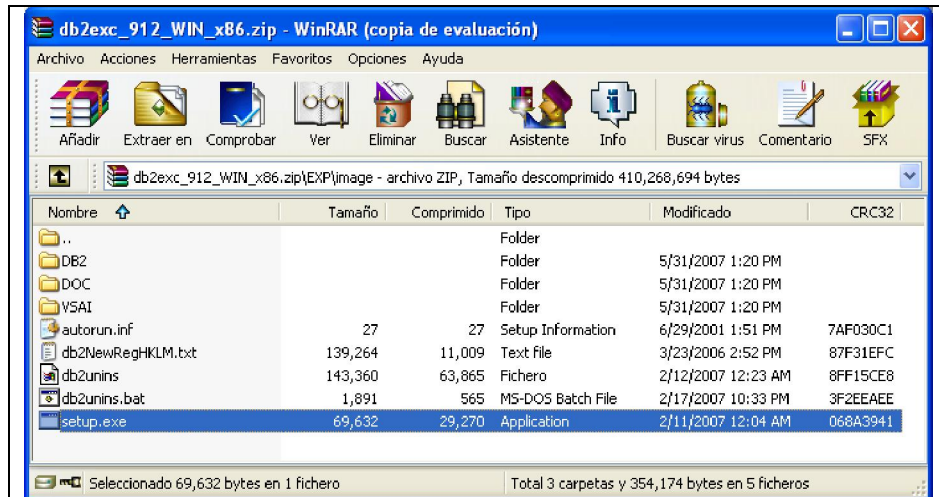 db2exc_912_WIN_x86.zip - WinRAR (copia de evaluación)
Archivo Acciones Herramientas Favoritos Opciones Ayuda
Añadir Extraer en Comprobar Ver Eliminar Buscar Asistente Info Buscar virus Comentario SFX
db2exc_912_WIN_x86.zip\EXP\image - archivo ZIP, Tamaño descomprimido 410,268,694 bytes
Nombre Tamaño Comprimido Tipo Modificado CRC32
.. Folder
DB2 Folder 5/31/2007 1:20 PM
DOC Folder 5/31/2007 1:20 PM
VSAI Folder 5/31/2007 1:20 PM
autorun.inf 27 27 Setup Information 6/29/2001 1:51 PM 7AF030C1
db2NewRegHKLM.txt 139,264 11,009 Text file 3/23/2006 2:52 PM 87F31EFC
db2unins 143,360 63,865 Fichero 2/12/2007 12:23 AM 8FF15CE8
db2unins.bat 1,891 565 MS-DOS Batch File 2/17/2007 10:33 PM 3F2EEAEE
setup.exe 69,632 29,270 Application 2/11/2007 12:04 AM 068A3941
Seleccionado 69,632 bytes en 1 fichero Total 3 carpetas y 354,174 bytes en 5 ficheros